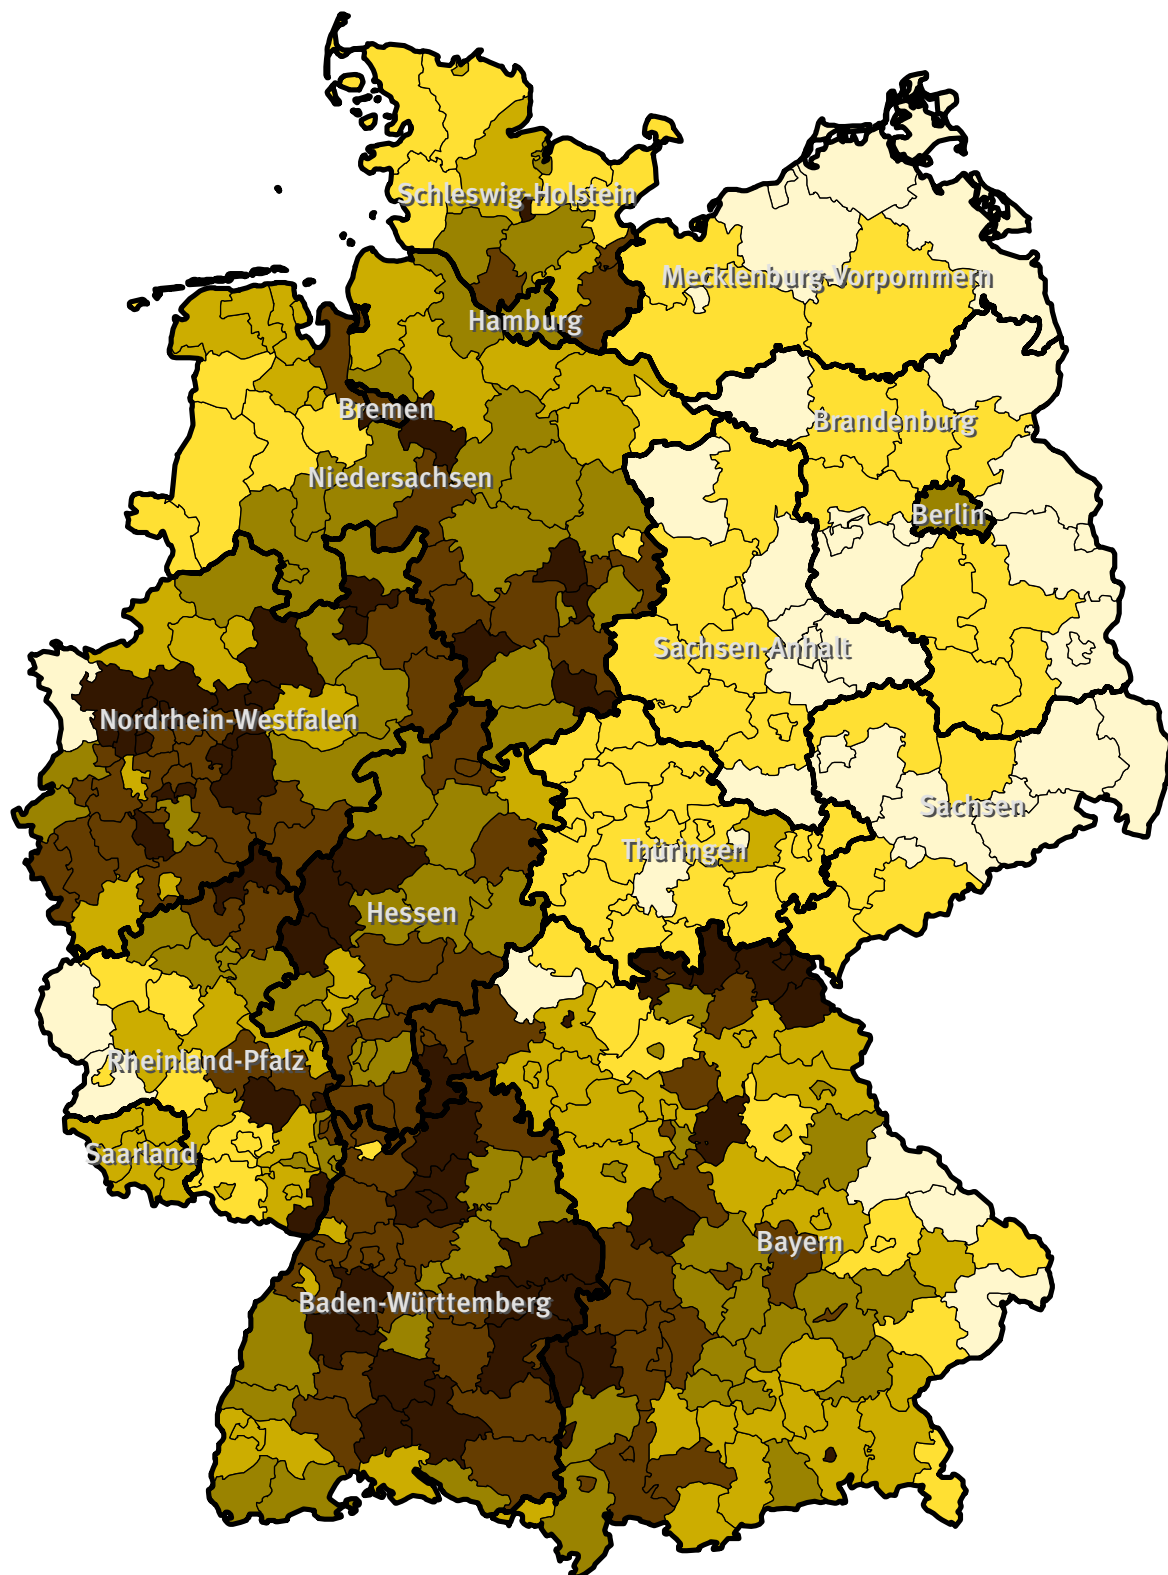 Schleswig-Holstein
Mecklenburg-Vorpommern
Hamburg
Bremen
Brandenburg
Niedersachsen
Berlin
Sachsen-Anhalt
Nordrhein-Westfalen
Sachsen
Thüringen
Hessen
Rheinland-Pfalz
Saarland
Bayern
Baden-Württemberg